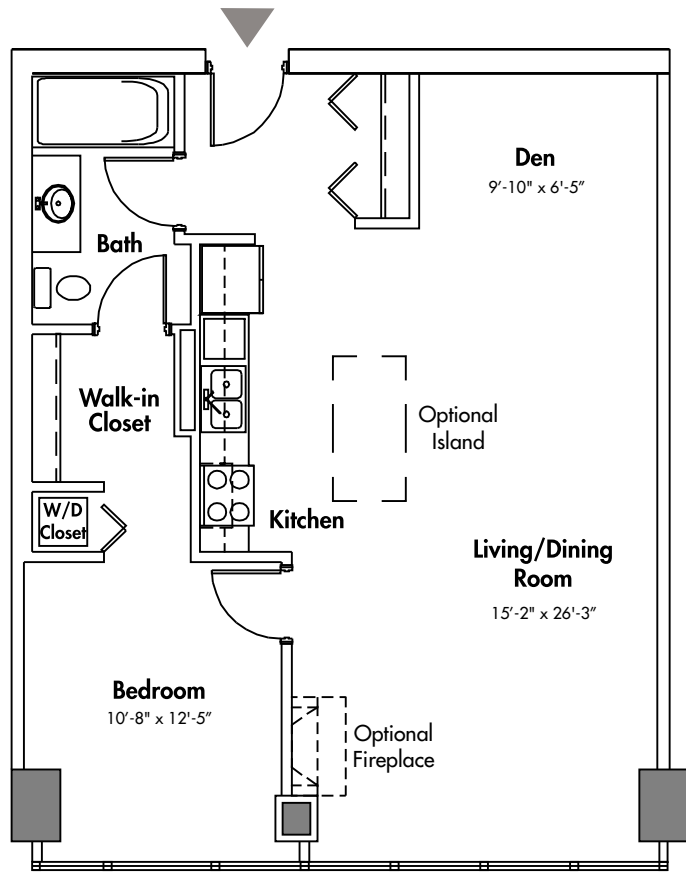 Den
9’-10" x 6'-5”
Bath
Walk-in
Closet
Optional
Island
W/D
Closet
Kitchen
Living/Dining
Room
15’-2" x 26'-3”
Bedroom
10’-8" x 12'-5”
Optional
Fireplace